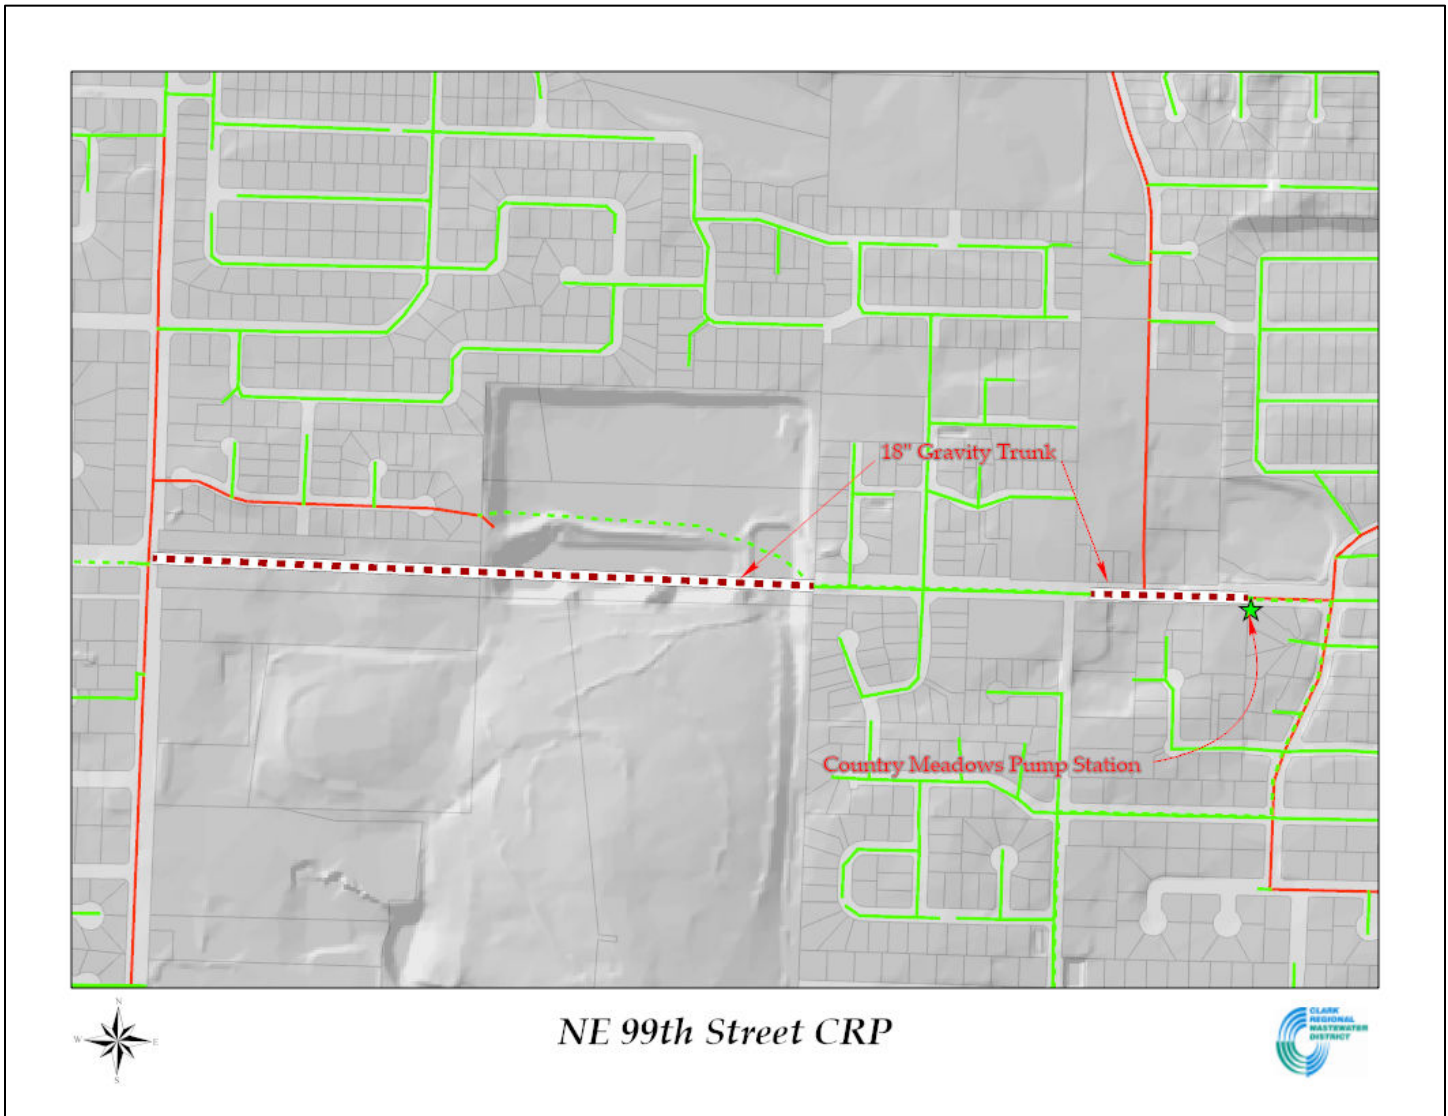 18" Gravity Trunk
Country Meadows Pump Station
N
W
E
S
NE 99th Street CRP
CLARK
REGIONAL
WASTEWATER
DISTRICT